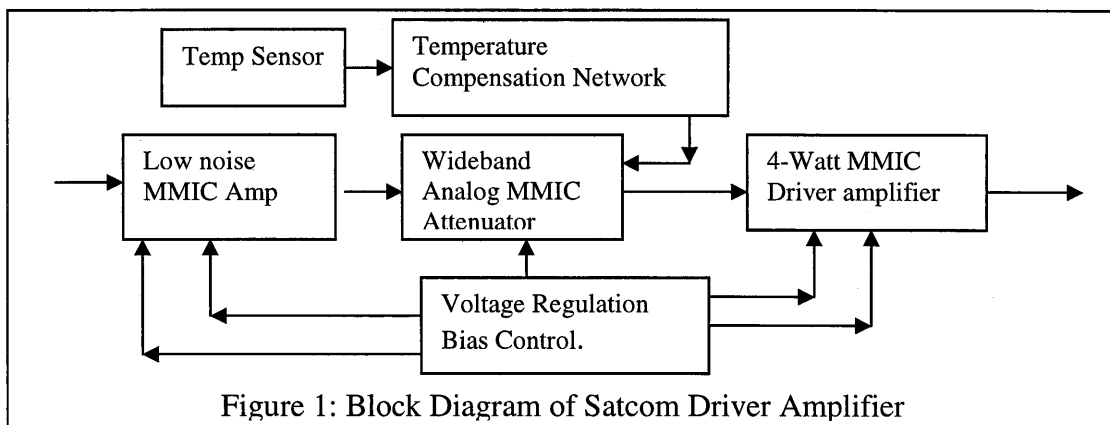 Temp Sensor
Temperature
Compensation Network
Low noise
MMIC Amp
Wideband
Analog MMIC
Attenuator
4-Watt MMIC
Driver amplifier
Voltage Regulation
Bias Control.
Figure 1: Block Diagram of Satcom Driver Amplifier